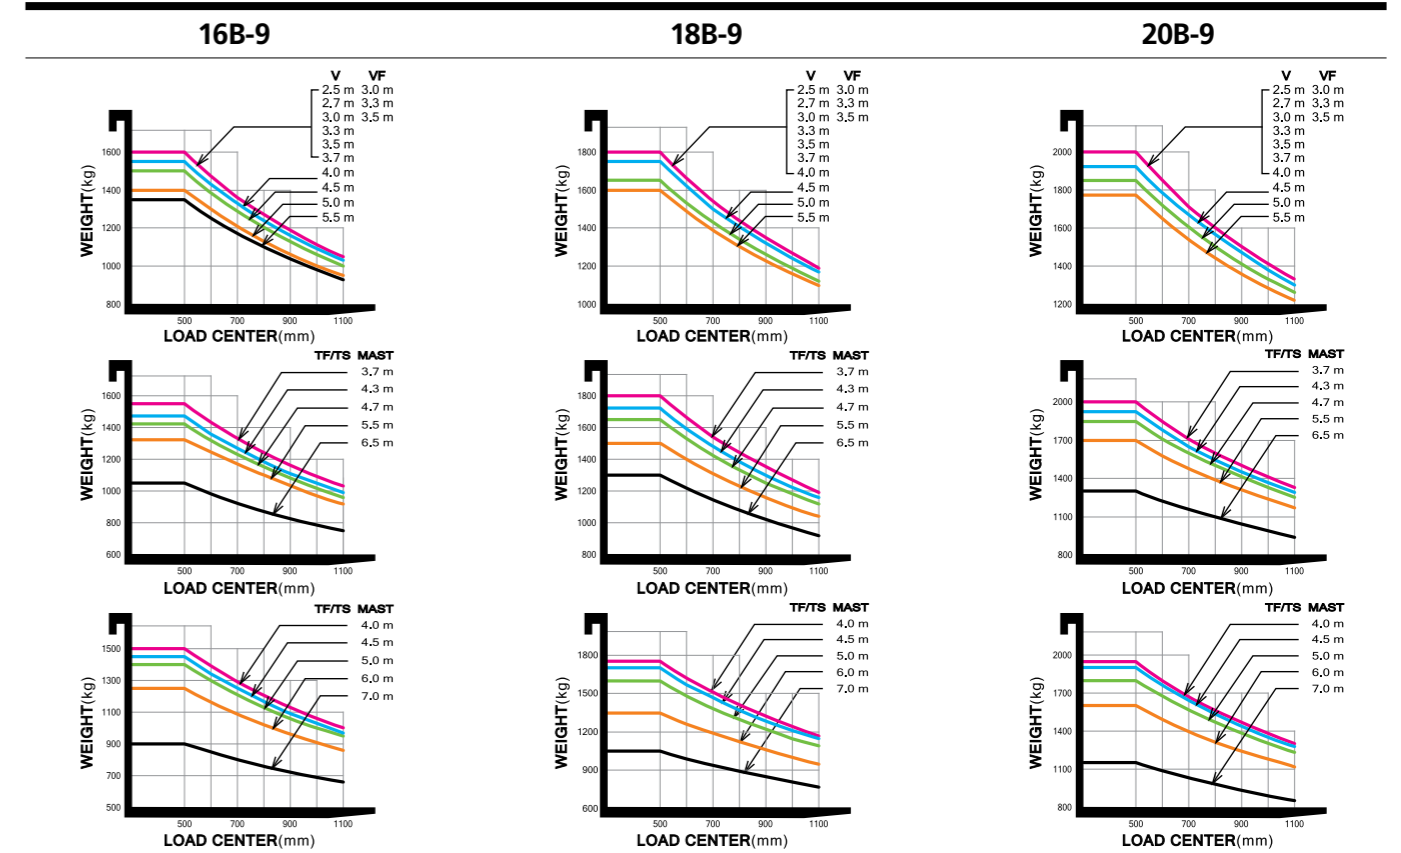 16B-9 18B-9 20B-9
V VF
2.5 m 3.0 m
2.7 m 3.3 m
3.0 m 3.5 m
3.3 m
3.5 m
3.7 m
4.0 m
4.5 m
5.0 m
5.5 m
WEIGHT(kg)
1600
1400
1200
1000
800
500 700 900 1100
LOAD CENTER(mm)
V VF
2.5 m 3.0 m
2.7 m 3.3 m
3.0 m 3.5 m
3.3 m
3.5 m
3.7 m
4.0 m
4.5 m
5.0 m
5.5 m
WEIGHT(kg)
1800
1600
1400
1200
1000
500 700 900 1100
LOAD CENTER(mm)
V VF
2.5 m 3.0 m
2.7 m 3.3 m
3.0 m 3.5 m
3.3 m
3.5 m
3.7 m
4.0 m
4.5 m
5.0 m
5.5 m
WEIGHT(kg)
2000
1800
1600
1400
1200
500 700 900 1100
LOAD CENTER(mm)
TF/TS MAST
3.7 m
4.3 m
4.7 m
5.5 m
6.5 m
WEIGHT(kg)
1600
1400
1200
1000
800
600
500 700 900 1100
LOAD CENTER(mm)
TF/TS MAST
3.7 m
4.3 m
4.7 m
5.5 m
6.5 m
WEIGHT(kg)
1800
1600
1400
1200
1000
800
500 700 900 1100
LOAD CENTER(mm)
TF/TS MAST
3.7 m
4.3 m
4.7 m
5.5 m
6.5 m
WEIGHT(kg)
2000
1700
1400
1100
800
500 700 900 1100
LOAD CENTER(mm)
TF/TS MAST
4.0 m
4.5 m
5.0 m
6.0 m
7.0 m
WEIGHT(kg)
1500
1300
1100
900
700
500
500 700 900 1100
LOAD CENTER(mm)
TF/TS MAST
4.0 m
4.5 m
5.0 m
6.0 m
7.0 m
WEIGHT(kg)
1800
1500
1200
900
600
500 700 900 1100
LOAD CENTER(mm)
TF/TS MAST
4.0 m
4.5 m
5.0 m
6.0 m
7.0 m
WEIGHT(kg)
2000
1700
1400
1100
800
500 700 900 1100
LOAD CENTER(mm)